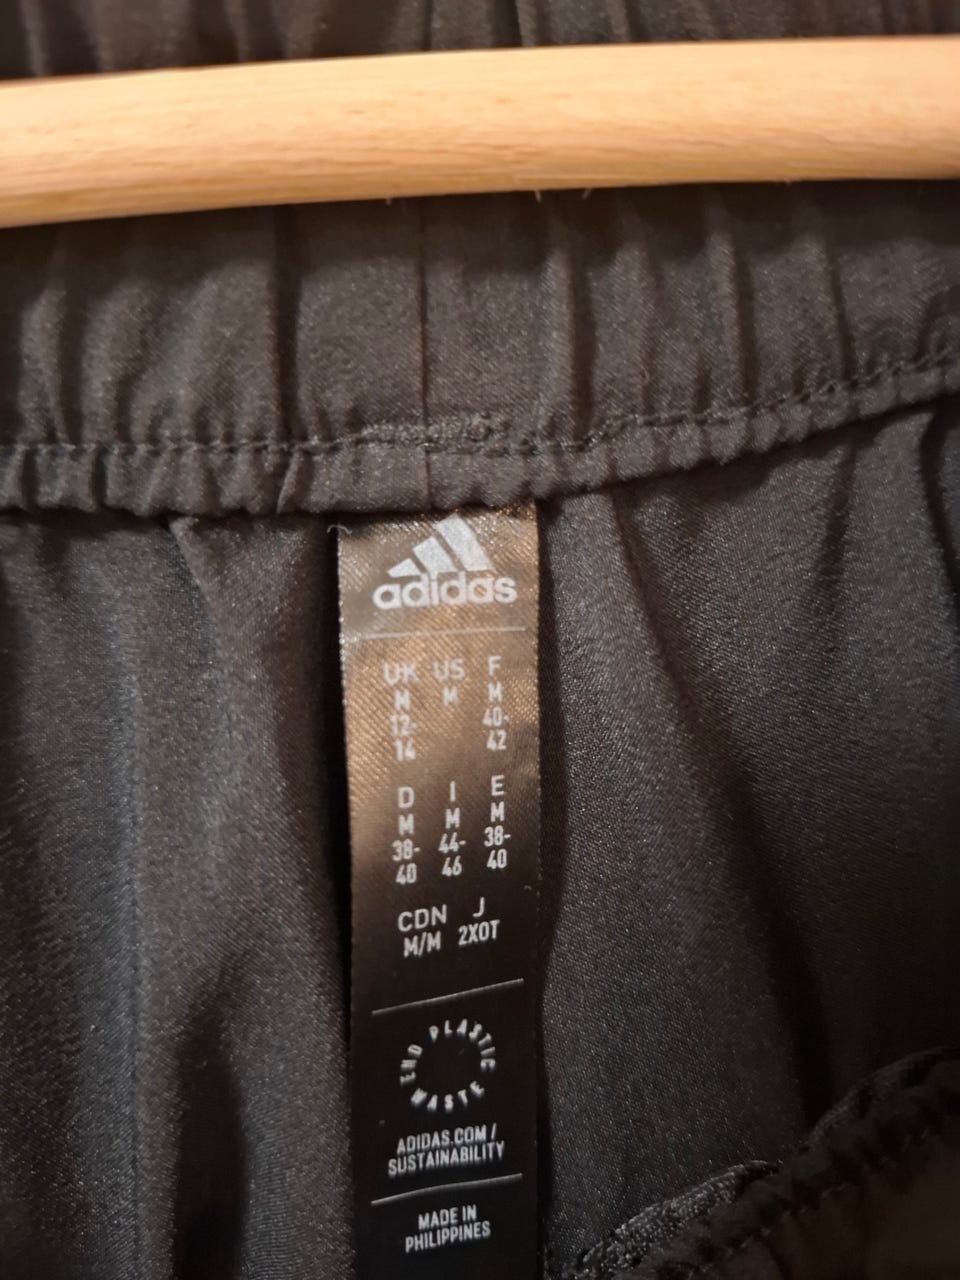 adidas
UK US F
M M M
12- 40-
14 42
D I E
M M M
38- 44- 38-
40 46 40
CDN J
M/M 2XOT
END PLASTIC WASTE
ADIDAS.COM/
SUSTAINABILITY
MADE IN
PHILIPPINES